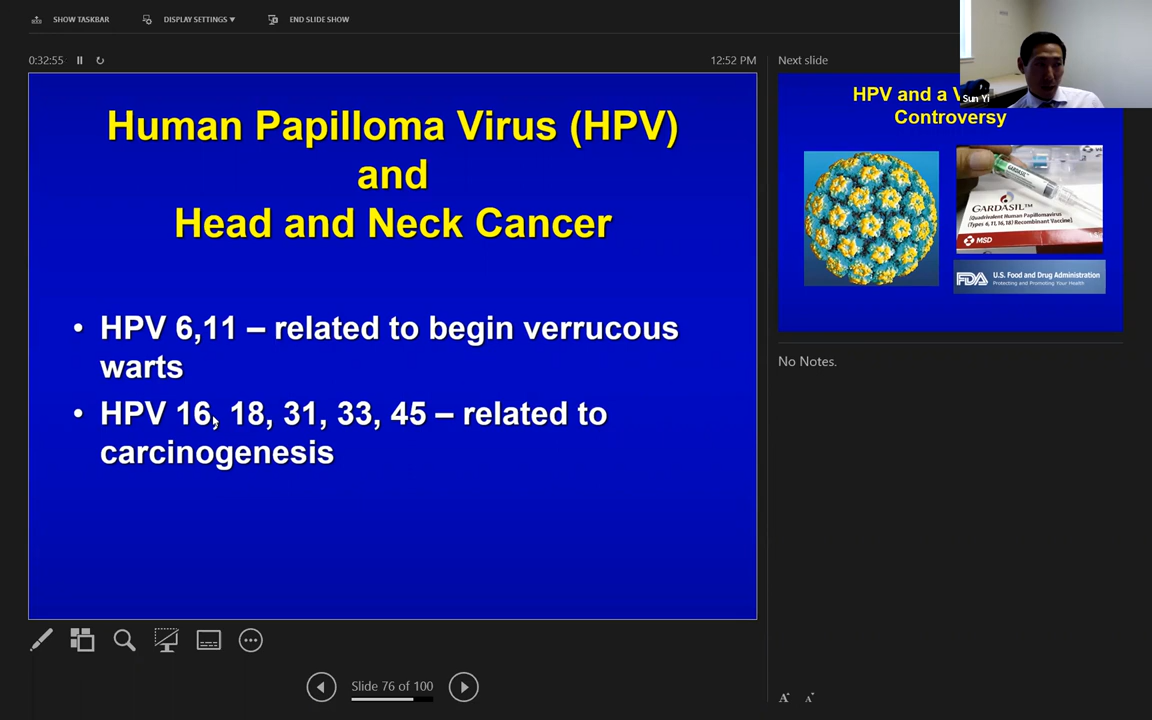 SHOW TASKBAR
DISPLAY SETTINGS ▼
END SLIDE SHOW
0:32:55
12:52 PM
Human Papilloma Virus (HPV)
and
Head and Neck Cancer
• HPV 6,11 – related to begin verrucous
warts
• HPV 16, 18, 31, 33, 45 – related to
carcinogenesis
Slide 76 of 100
Next slide
Sun Yi
HPV and a V
Controversy
GARDASIL
GARDASIL™
[Quadrivalent Human Papillomavirus
(Types 6,11,16,18) Recombinant Vaccine]
MSD
FDA
U.S. Food and Drug Administration
Protecting and Promoting Your Health
No Notes.
A
A